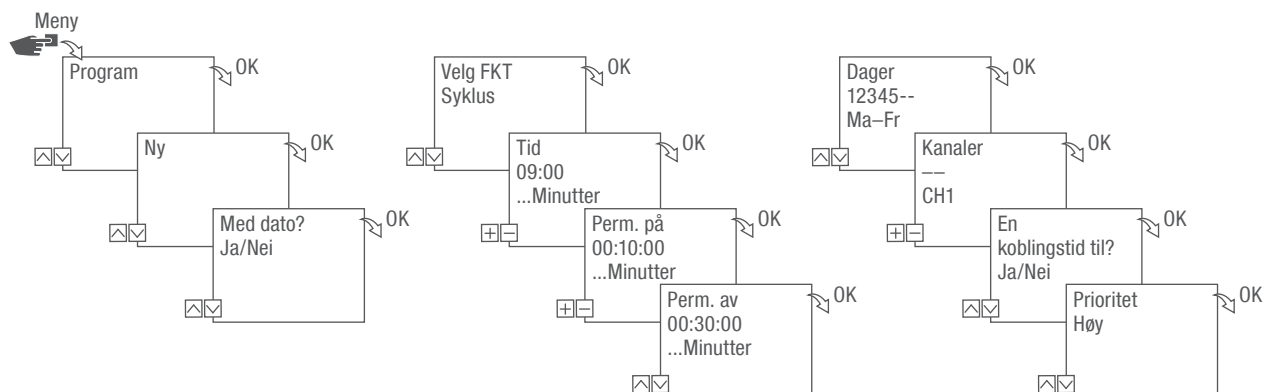 Meny
Program
OK
Ny
OK
Med dato?
Ja/Nei
OK
Velg FKT
Syklus
OK
Tid
09:00
...Minutter
OK
Perm. på
00:10:00
...Minutter
OK
Perm. av
00:30:00
...Minutter
OK
Dager
12345--
Ma–Fr
OK
Kanaler
––
CH1
OK
En
koblingstid til?
Ja/Nei
OK
Prioritet
Høy
OK